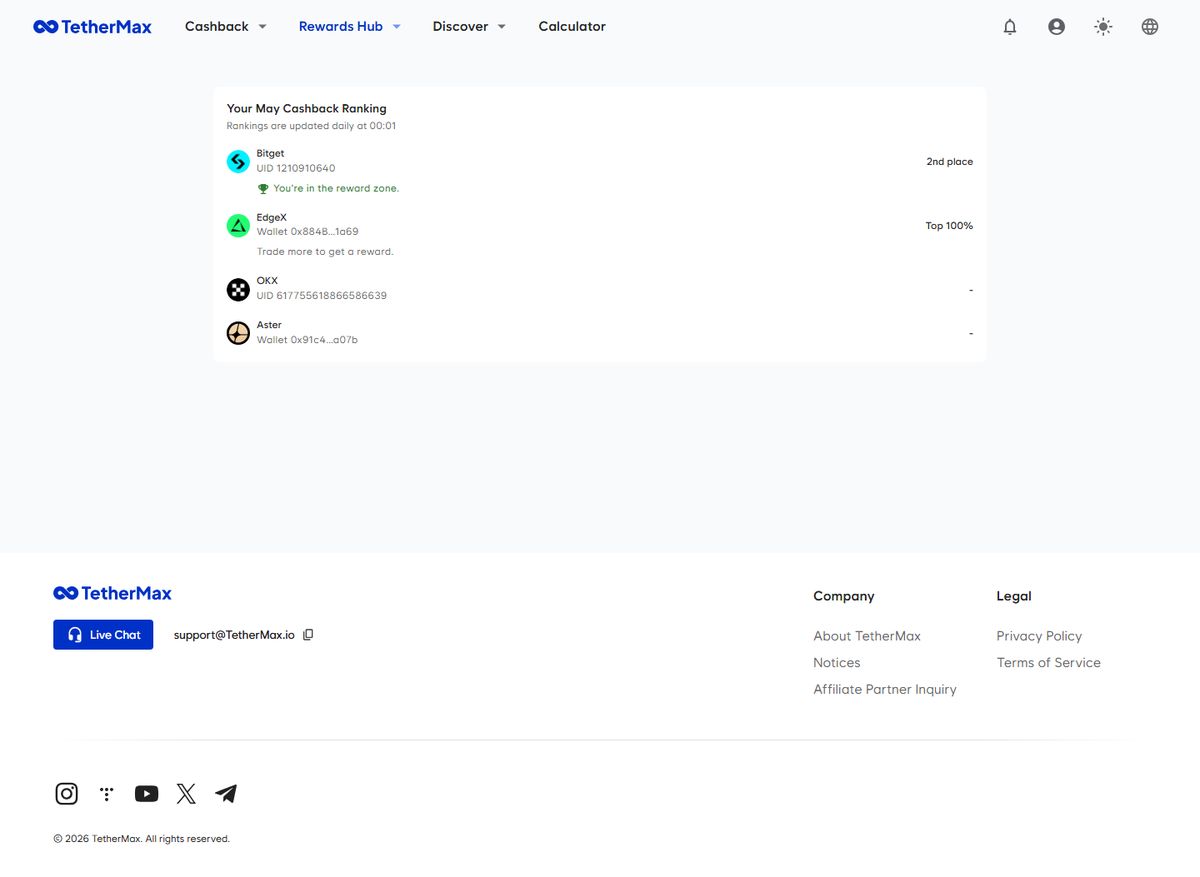 TetherMax
Cashback
Rewards Hub
Discover
Calculator
Your May Cashback Ranking
Rankings are updated daily at 00:01
Bitget
UID 1210910640
2nd place
You're in the reward zone.
EdgeX
Wallet 0x884B...1a69
Top 100%
Trade more to get a reward.
OKX
UID 617755618866586639
-
Aster
Wallet 0x91c4...a07b
-
TetherMax
Live Chat
support@TetherMax.io
Company
About TetherMax
Notices
Affiliate Partner Inquiry
Legal
Privacy Policy
Terms of Service
© 2026 TetherMax. All rights reserved.